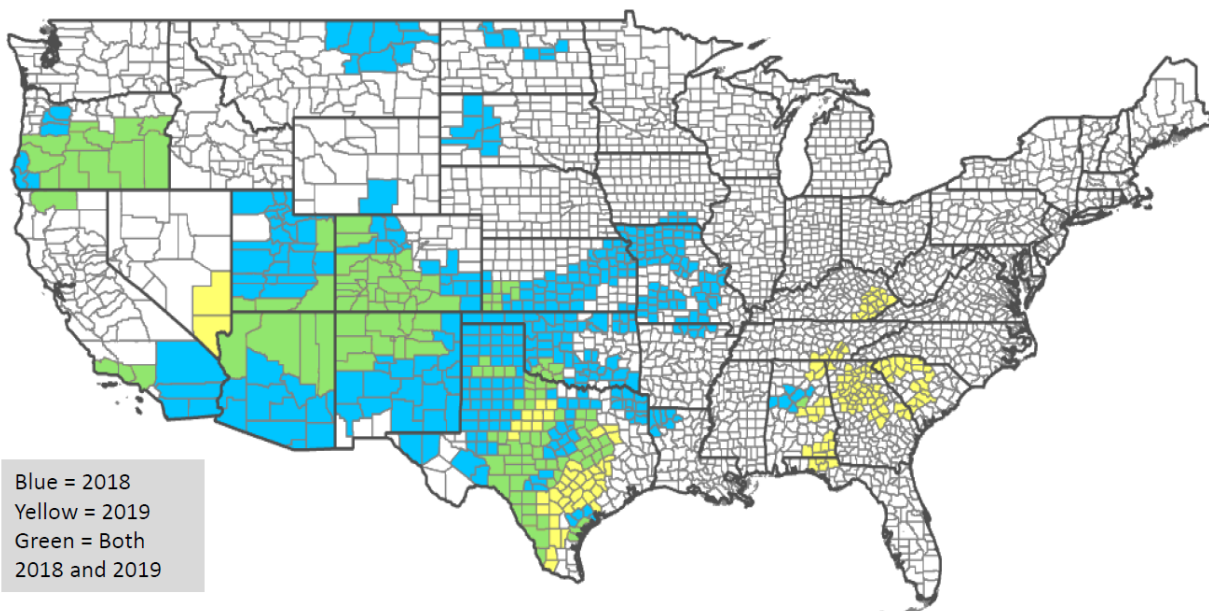 Blue = 2018
Yellow = 2019
Green = Both
2018 and 2019